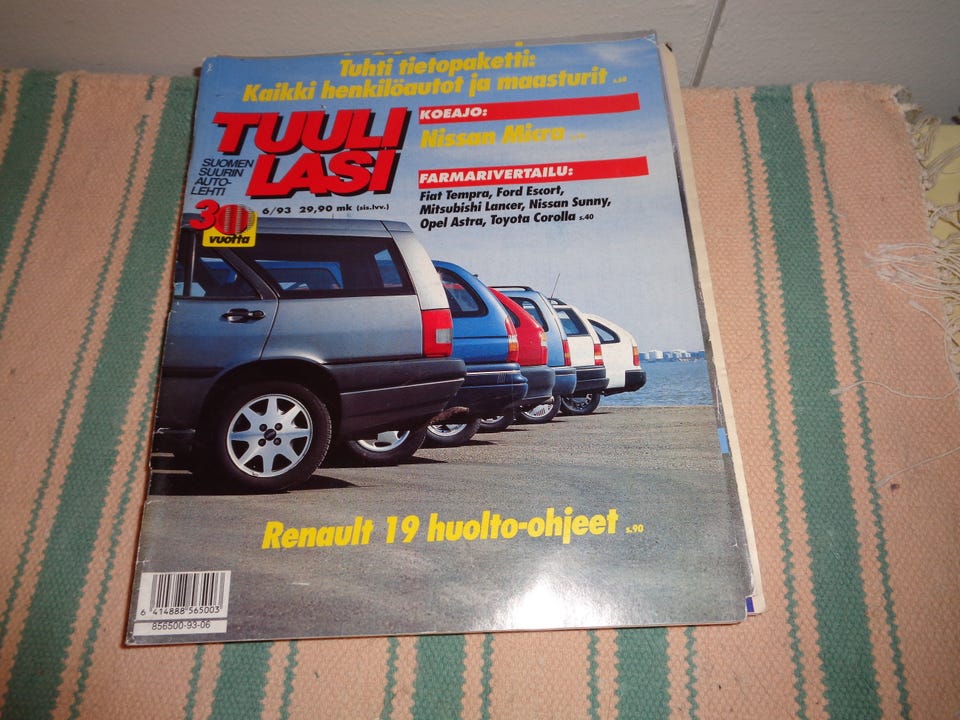 Tuhti tietopaketti:
Kaikki henkilöautot ja maasturit s.68
TUULI
LASI
SUOMEN
SUURIN
AUTO-
LEHTI
30
vuotta
6/93 29,90 mk (sis.lvv.)
KOEAJO:
Nissan Micra
FARMARIVERTAILU:
Fiat Tempra, Ford Escort,
Mitsubishi Lancer, Nissan Sunny,
Opel Astra, Toyota Corolla s.40
Renault 19 huolto-ohjeet s.90
6 414888 565003
856500-93-06